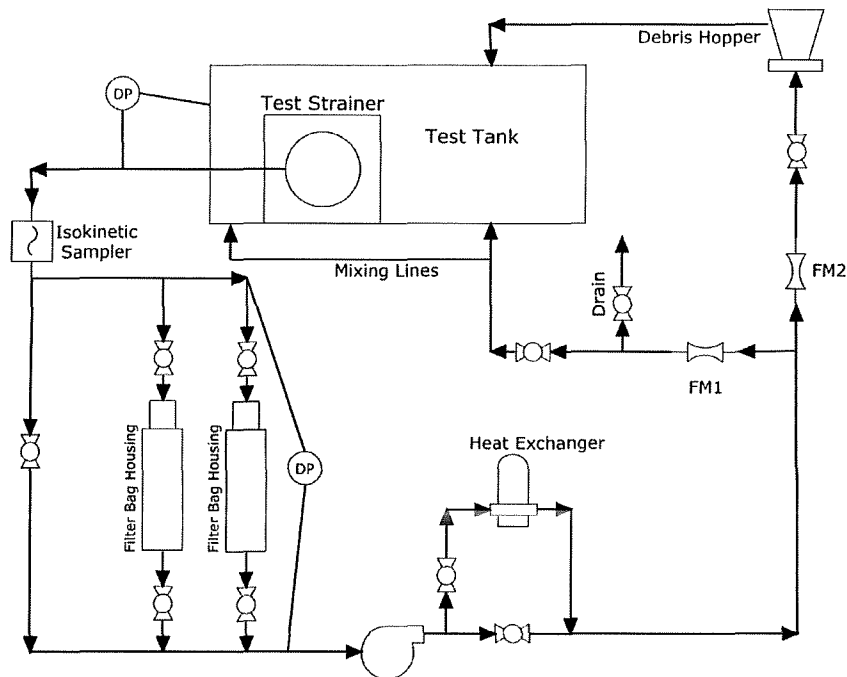 Debris Hopper
DP
Test Strainer
Test Tank
Isokinetic
Sampler
Mixing Lines
Drain
FM2
FM1
Filter Bag Housing
Filter Bag Housing
DP
Heat Exchanger